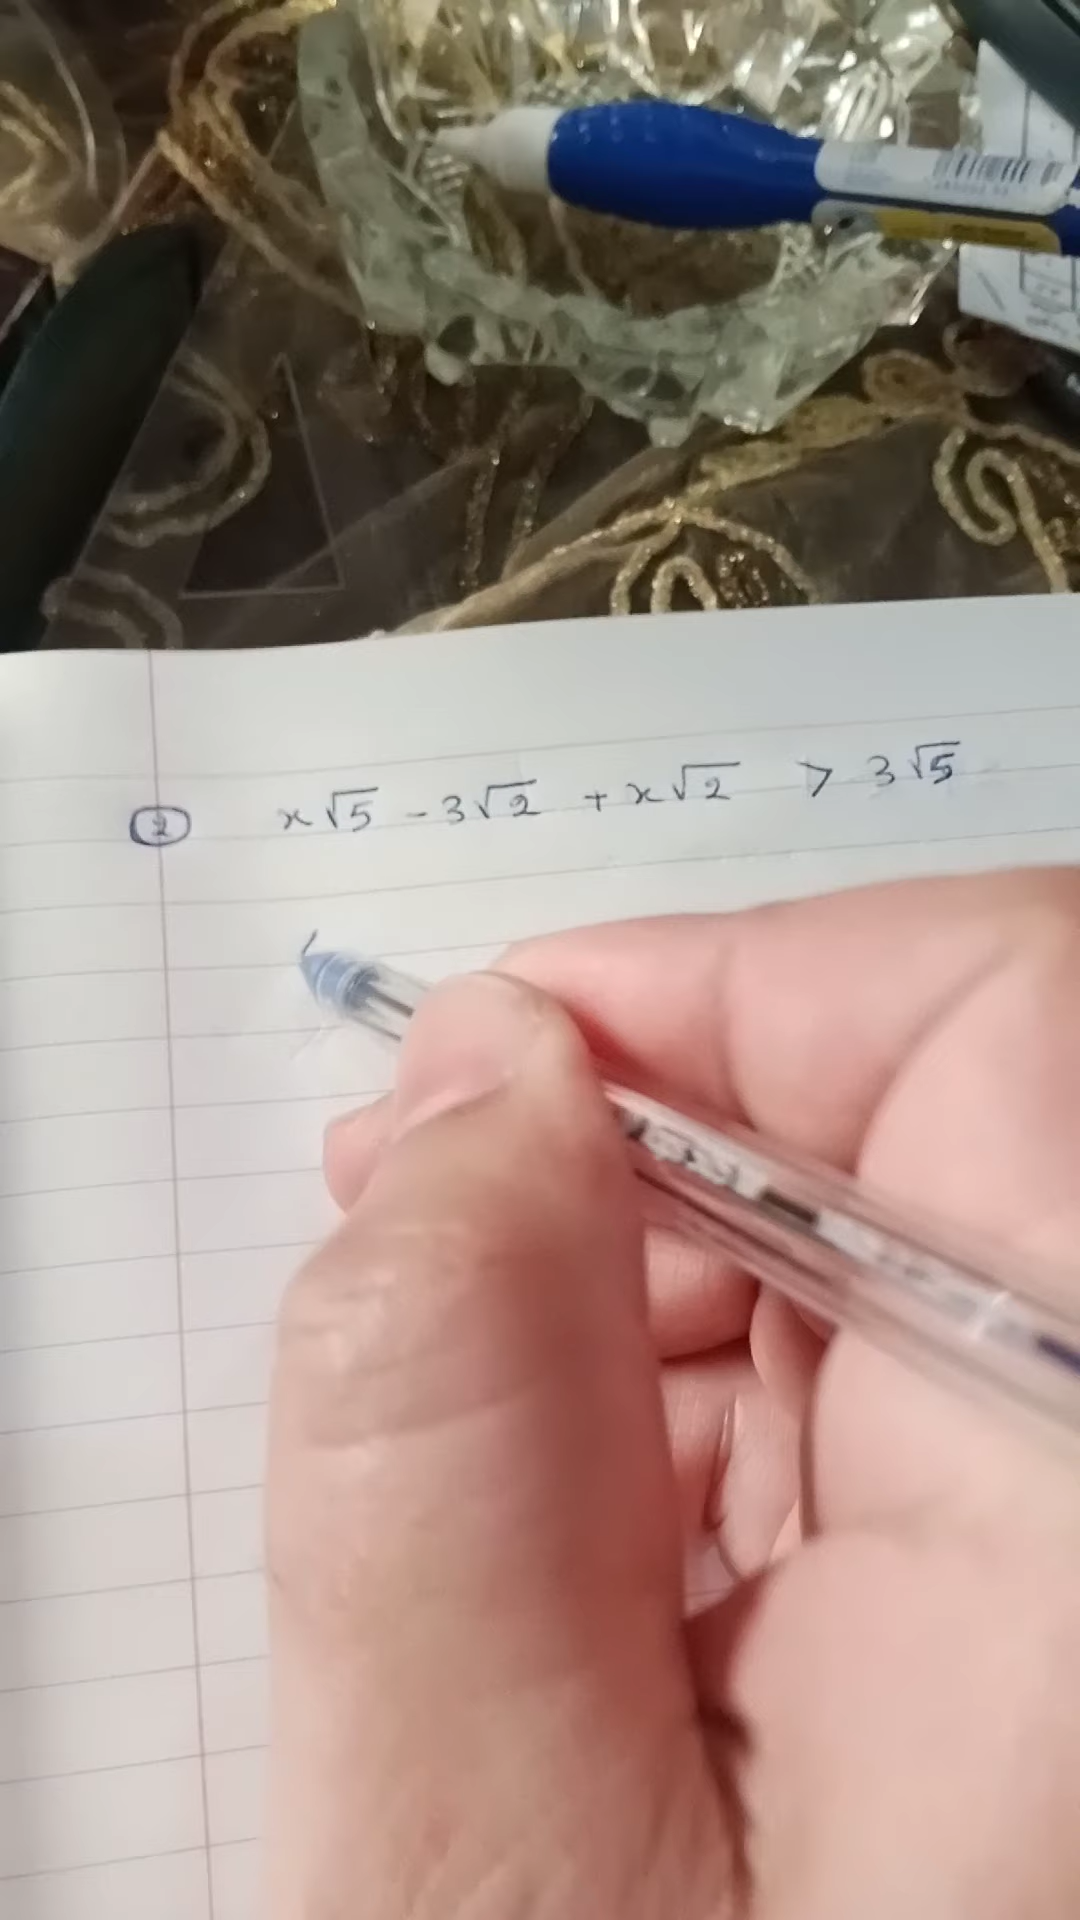 ② x√5 - 3√2 + x√2 > 3√5